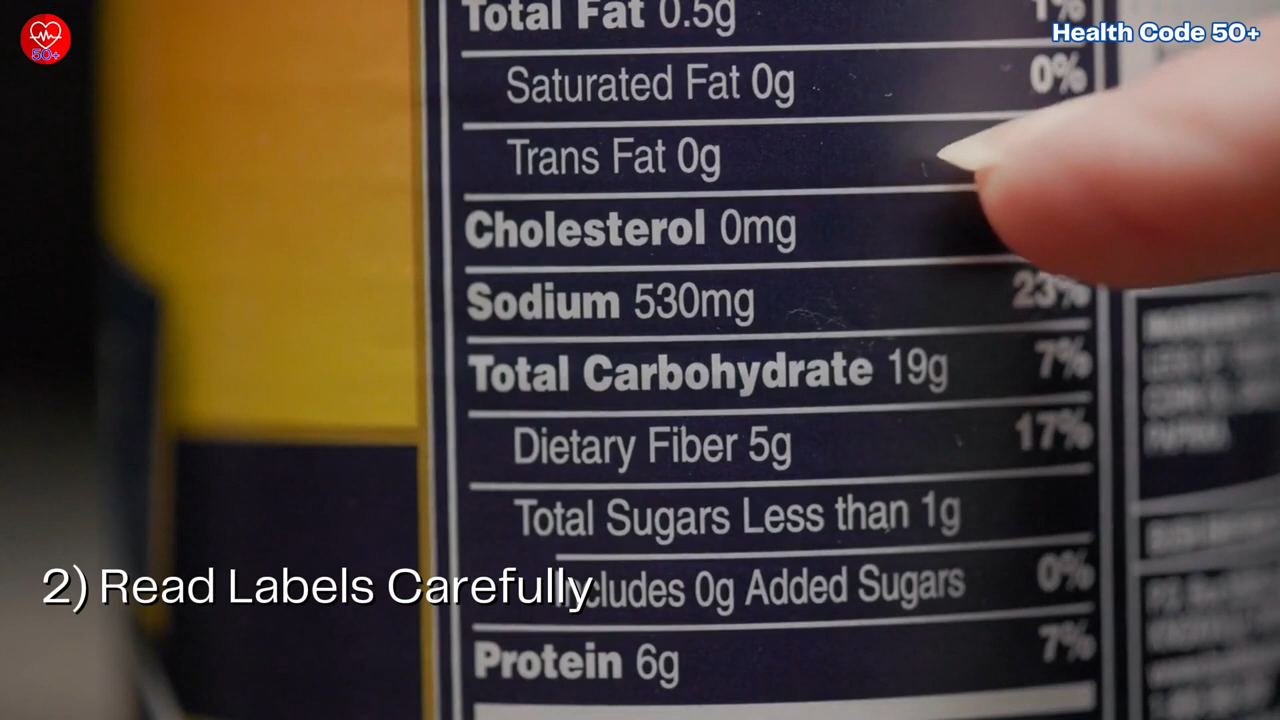 50+
Health Code 50+
Total Fat 0.5g 1%
Saturated Fat 0g 0%
Trans Fat 0g
Cholesterol 0mg
Sodium 530mg 23%
Total Carbohydrate 19g 7%
Dietary Fiber 5g 17%
Total Sugars Less than 1g
Includes 0g Added Sugars 0%
Protein 6g 7%
2) Read Labels Carefully